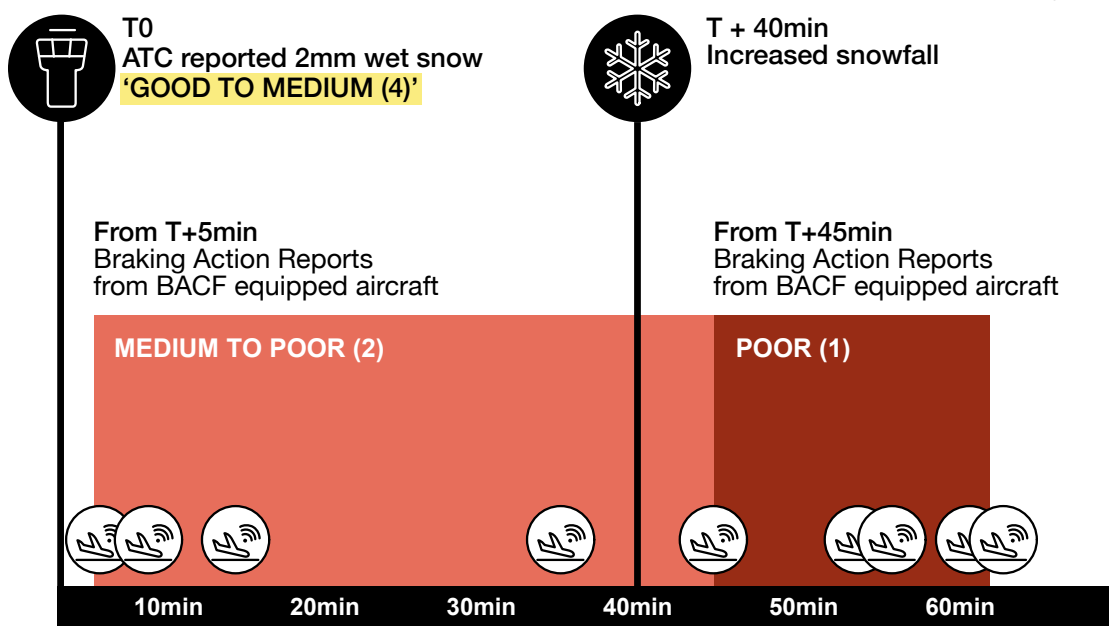 T0
ATC reported 2mm wet snow
‘GOOD TO MEDIUM (4)’
T + 40min
Increased snowfall
From T+5min
Braking Action Reports
from BACF equipped aircraft
From T+45min
Braking Action Reports
from BACF equipped aircraft
MEDIUM TO POOR (2)
POOR (1)
10min 20min 30min 40min 50min 60min